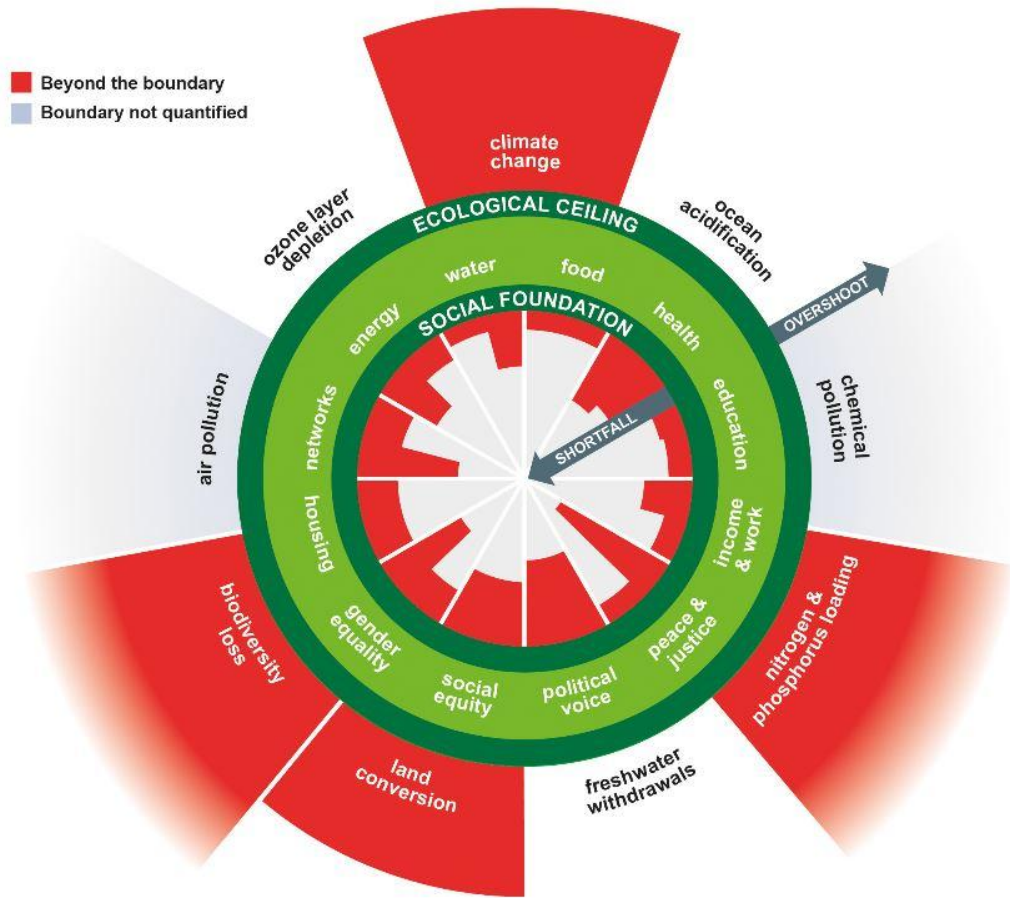 Beyond the boundary
Boundary not quantified
climate
change
ozone layer
depletion
ocean
acidification
ECOLOGICAL CEILING
OVERSHOOT
water
food
energy
health
SOCIAL FOUNDATION
networks
education
SHORTFALL
air pollution
chemical
pollution
housing
income
& work
gender
equality
peace &
justice
social
equity
political
voice
biodiversity
loss
nitrogen &
phosphorus loading
land
conversion
freshwater
withdrawals